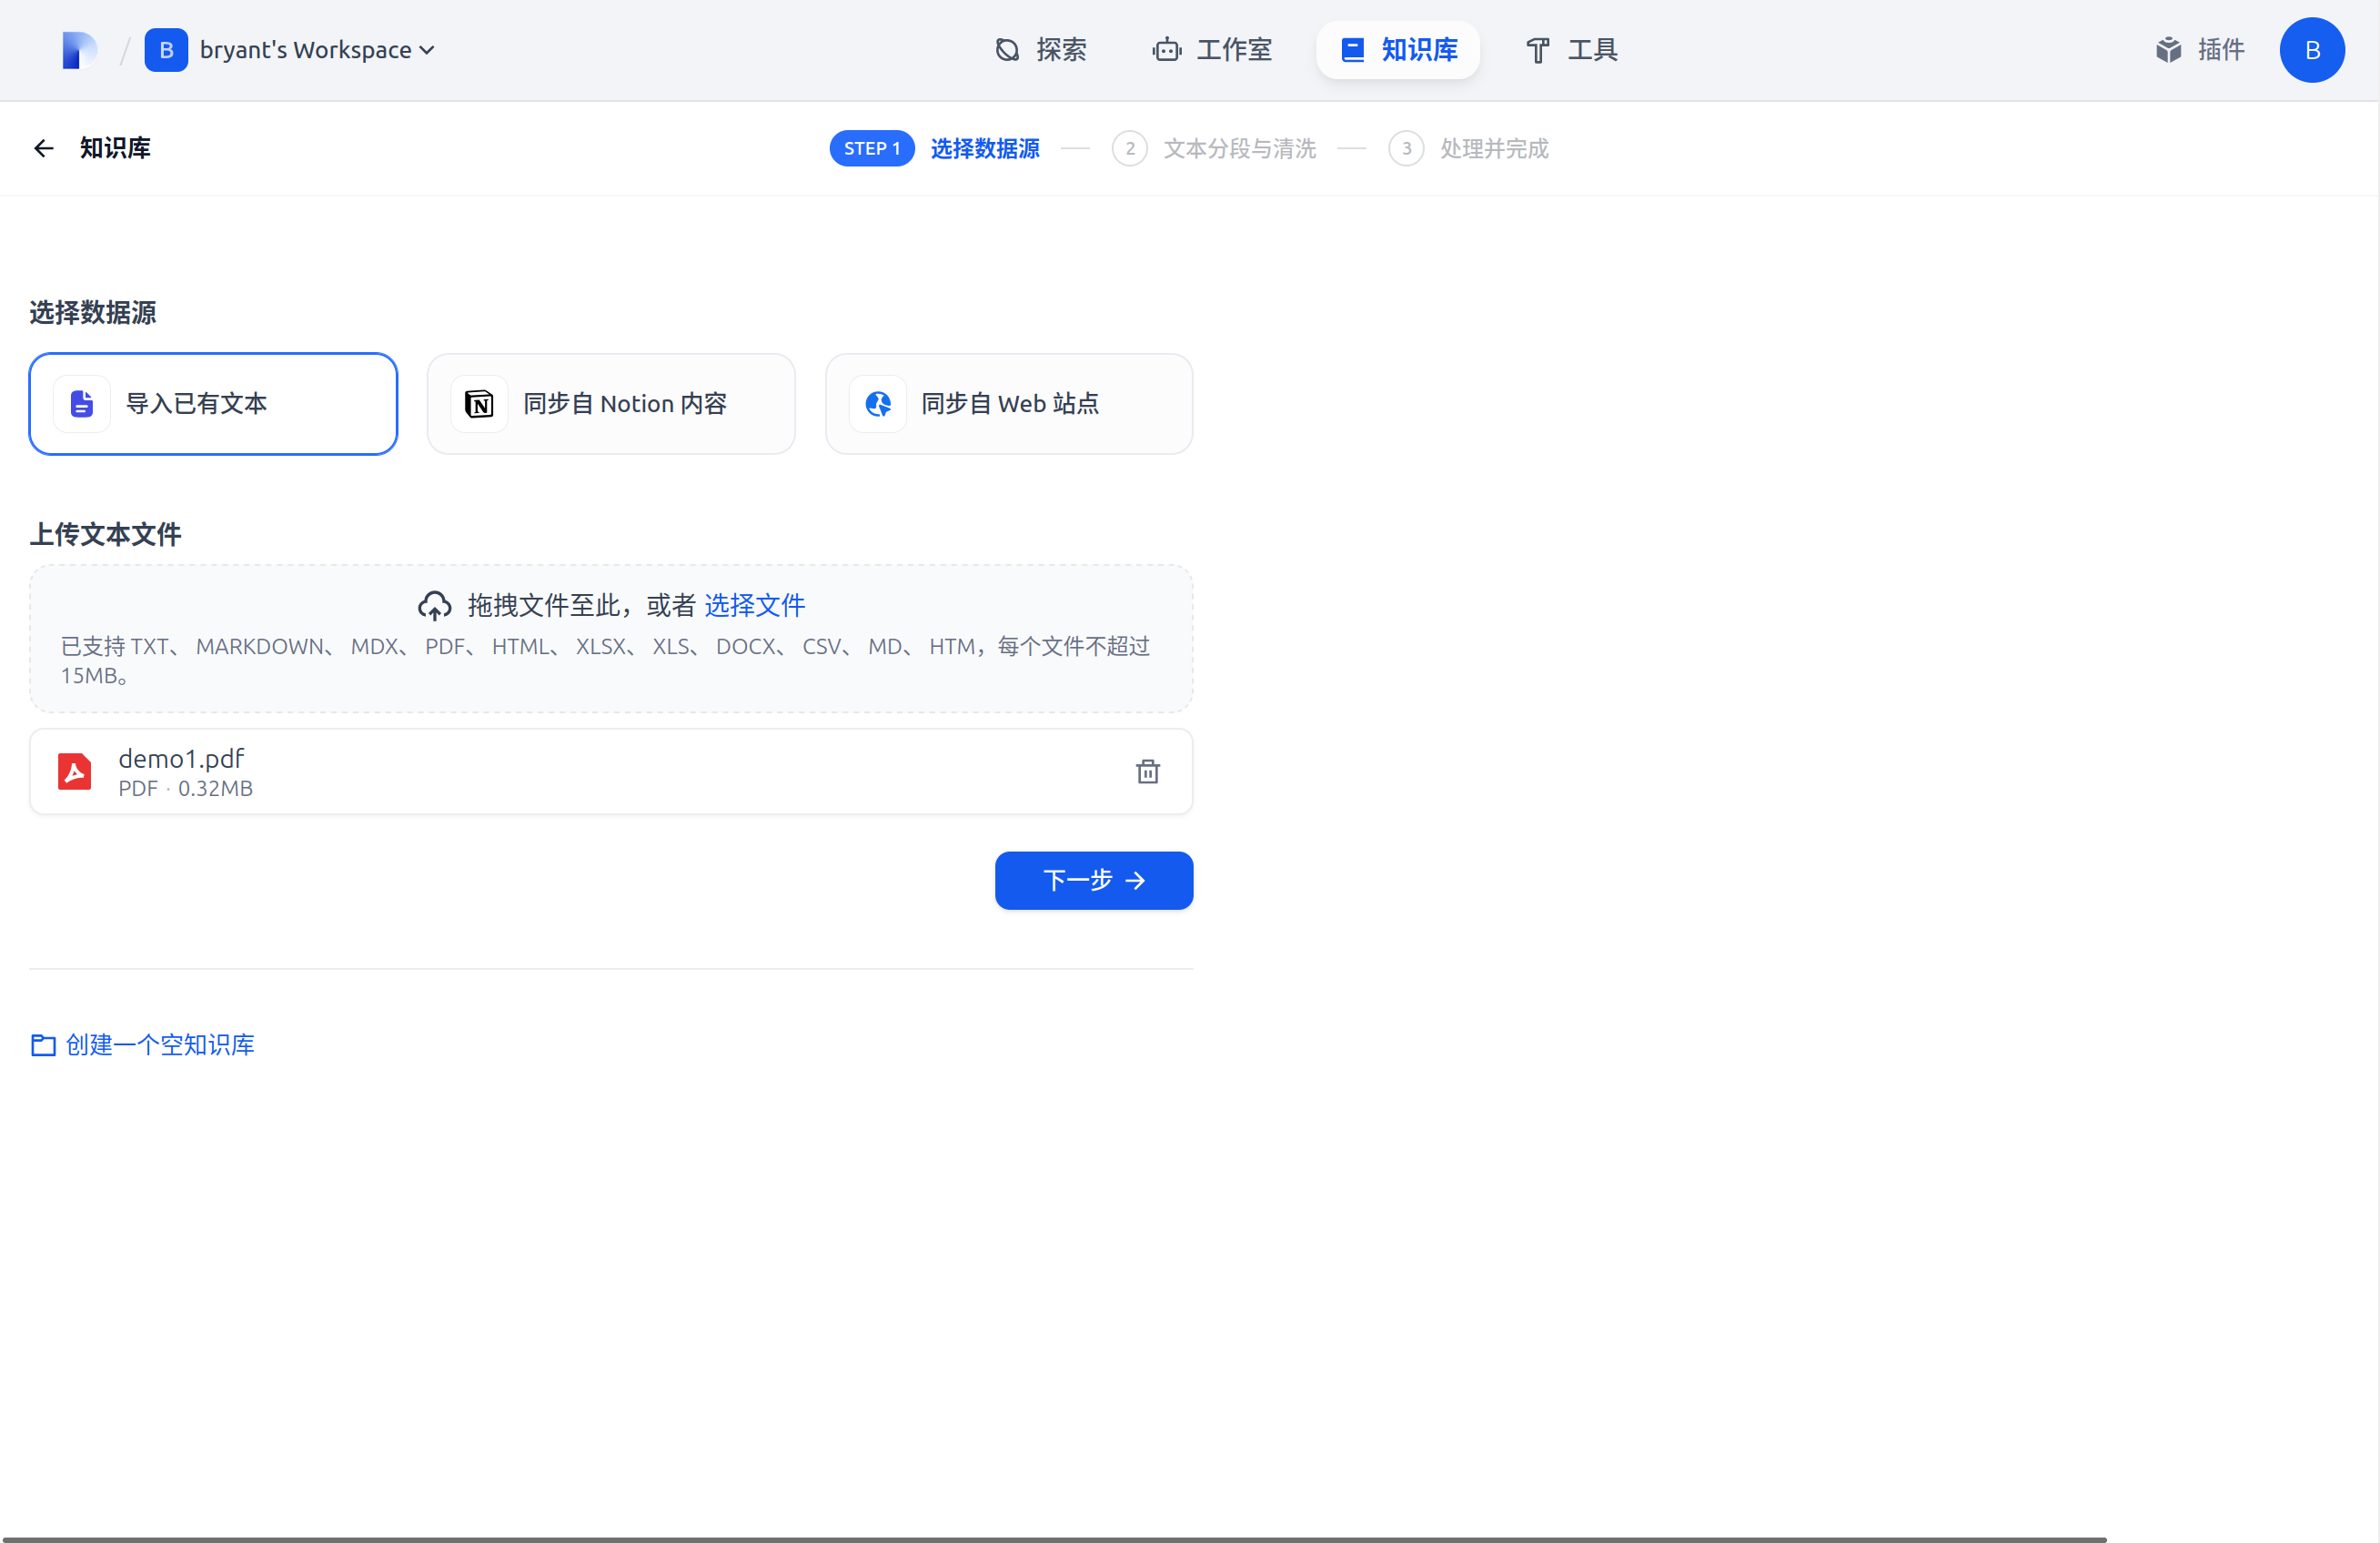 B bryant's Workspace
探索
工作室
知识库
工具
插件
B
知识库
STEP 1 选择数据源
2 文本分段与清洗
3 处理并完成
选择数据源
导入已有文本
同步自 Notion 内容
同步自 Web 站点
上传文本文件
拖拽文件至此，或者 选择文件
已支持 TXT、 MARKDOWN、 MDX、 PDF、 HTML、 XLSX、 XLS、 DOCX、 CSV、 MD、 HTM，每个文件不超过
15MB。
demo1.pdf
PDF · 0.32MB
下一步
创建一个空知识库